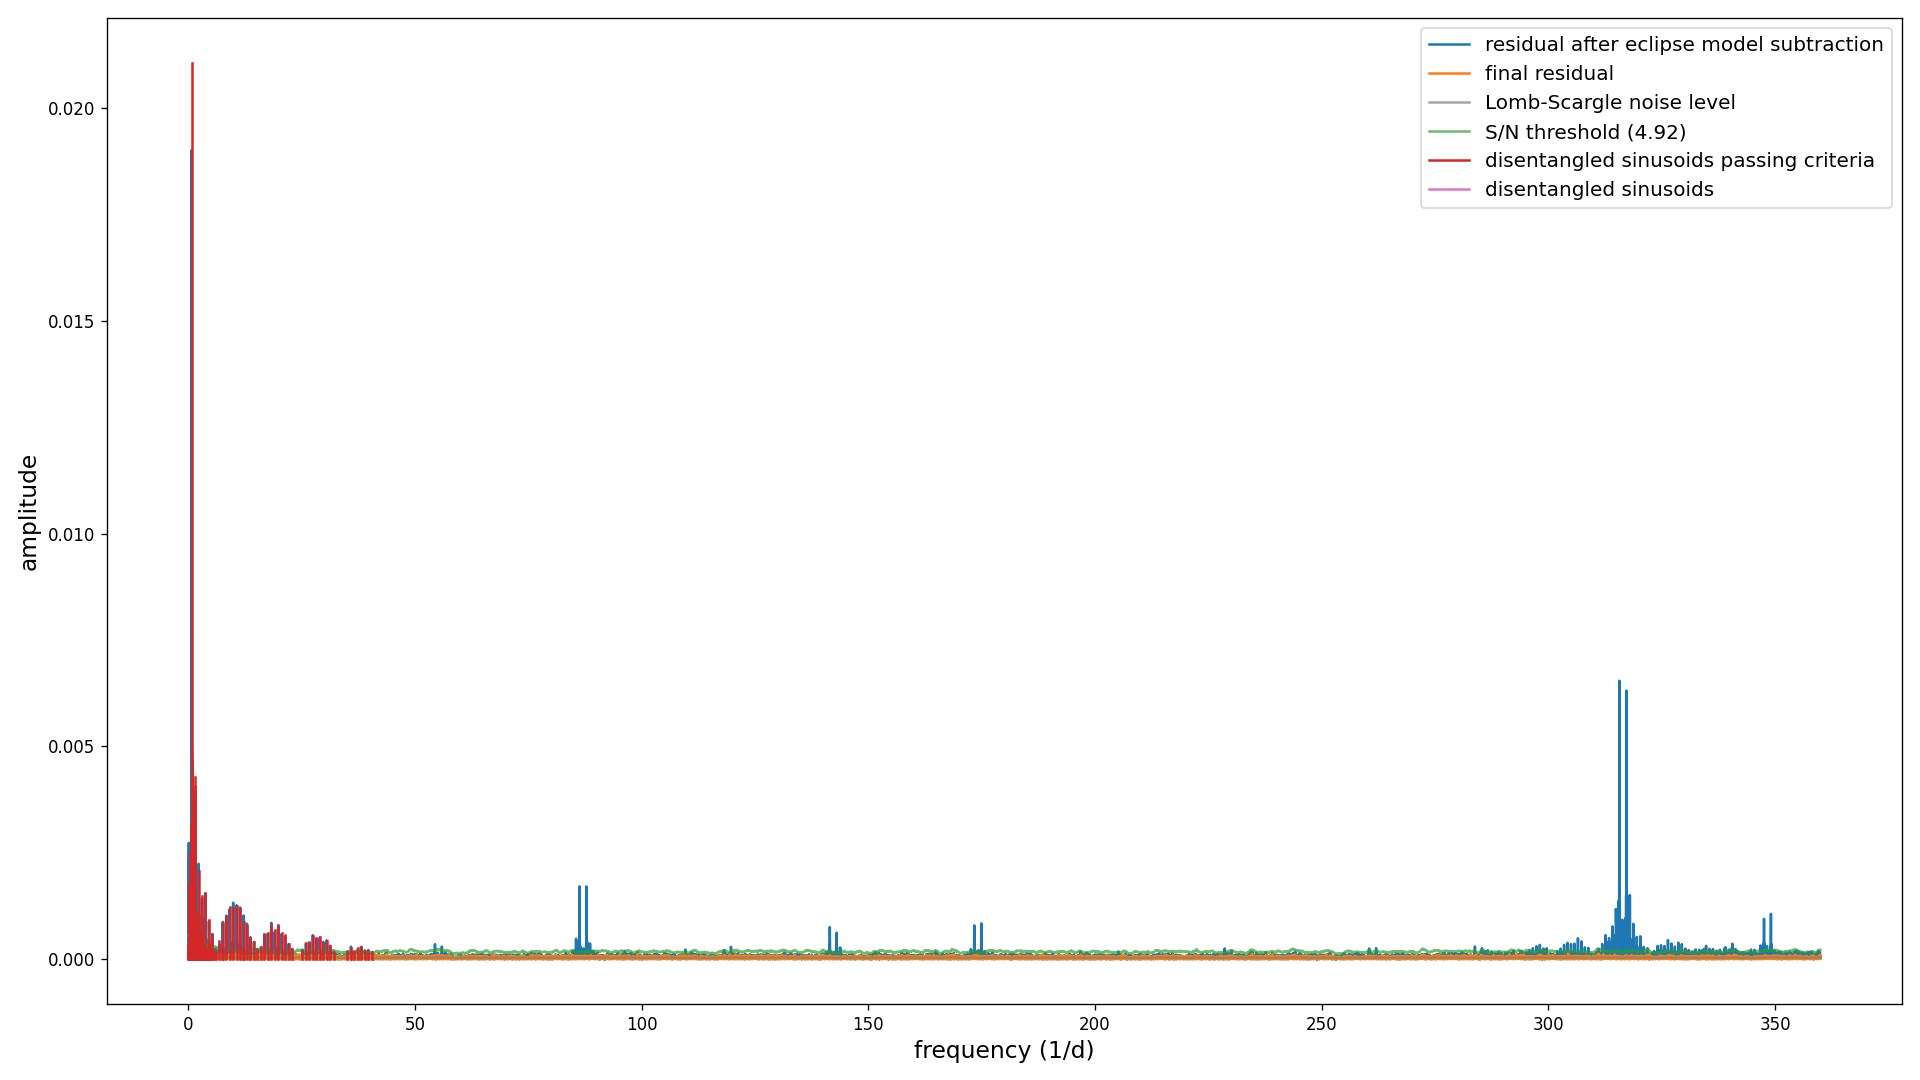 residual after eclipse model subtraction
final residual
Lomb-Scargle noise level
S/N threshold (4.92)
disentangled sinusoids passing criteria
disentangled sinusoids
amplitude
0.020
0.015
0.010
0.005
0.000
0 50 100 150 200 250 300 350
frequency (1/d)